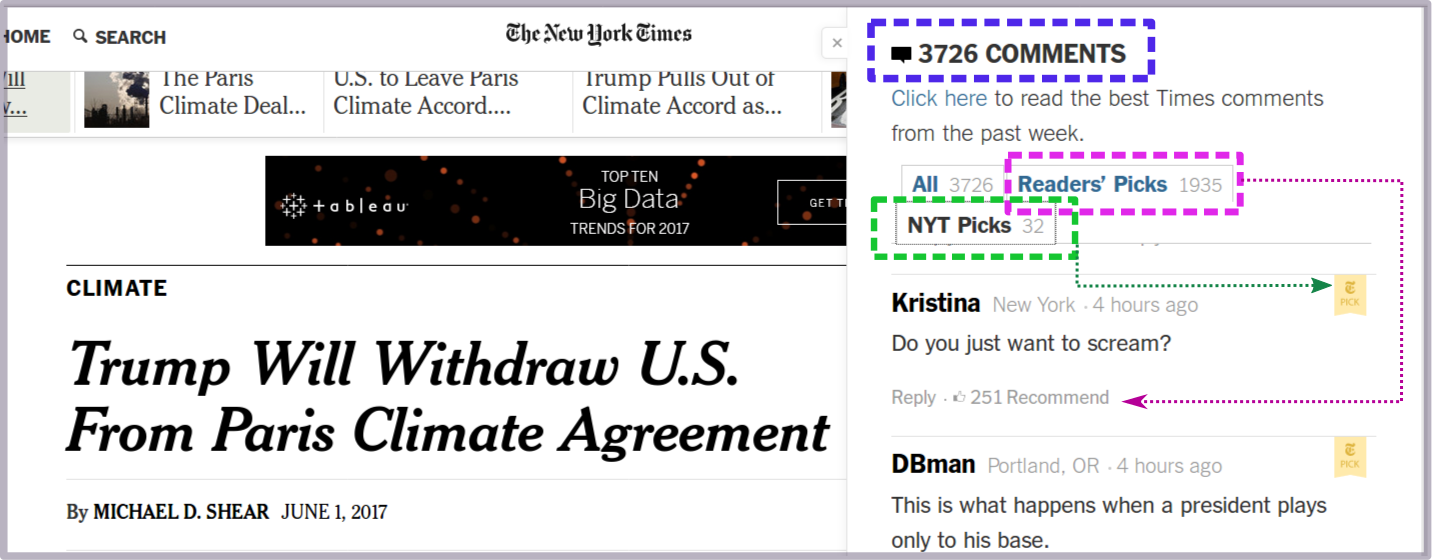 HOME SEARCH
The New York Times
×
The Paris
Climate Deal...
U.S. to Leave Paris
Climate Accord....
Trump Pulls Out of
Climate Accord as...
+ a b l e a u
TOP TEN
Big Data
TRENDS FOR 2017
CLIMATE
Trump Will Withdraw U.S.
From Paris Climate Agreement
By MICHAEL D. SHEAR JUNE 1, 2017
3726 COMMENTS
Click here to read the best Times comments
from the past week.
All 3726 Readers' Picks 1935
NYT Picks 32
Kristina New York · 4 hours ago
T PICK
Do you just want to scream?
Reply · 251 Recommend
DBman Portland, OR · 4 hours ago
T PICK
This is what happens when a president plays
only to his base.